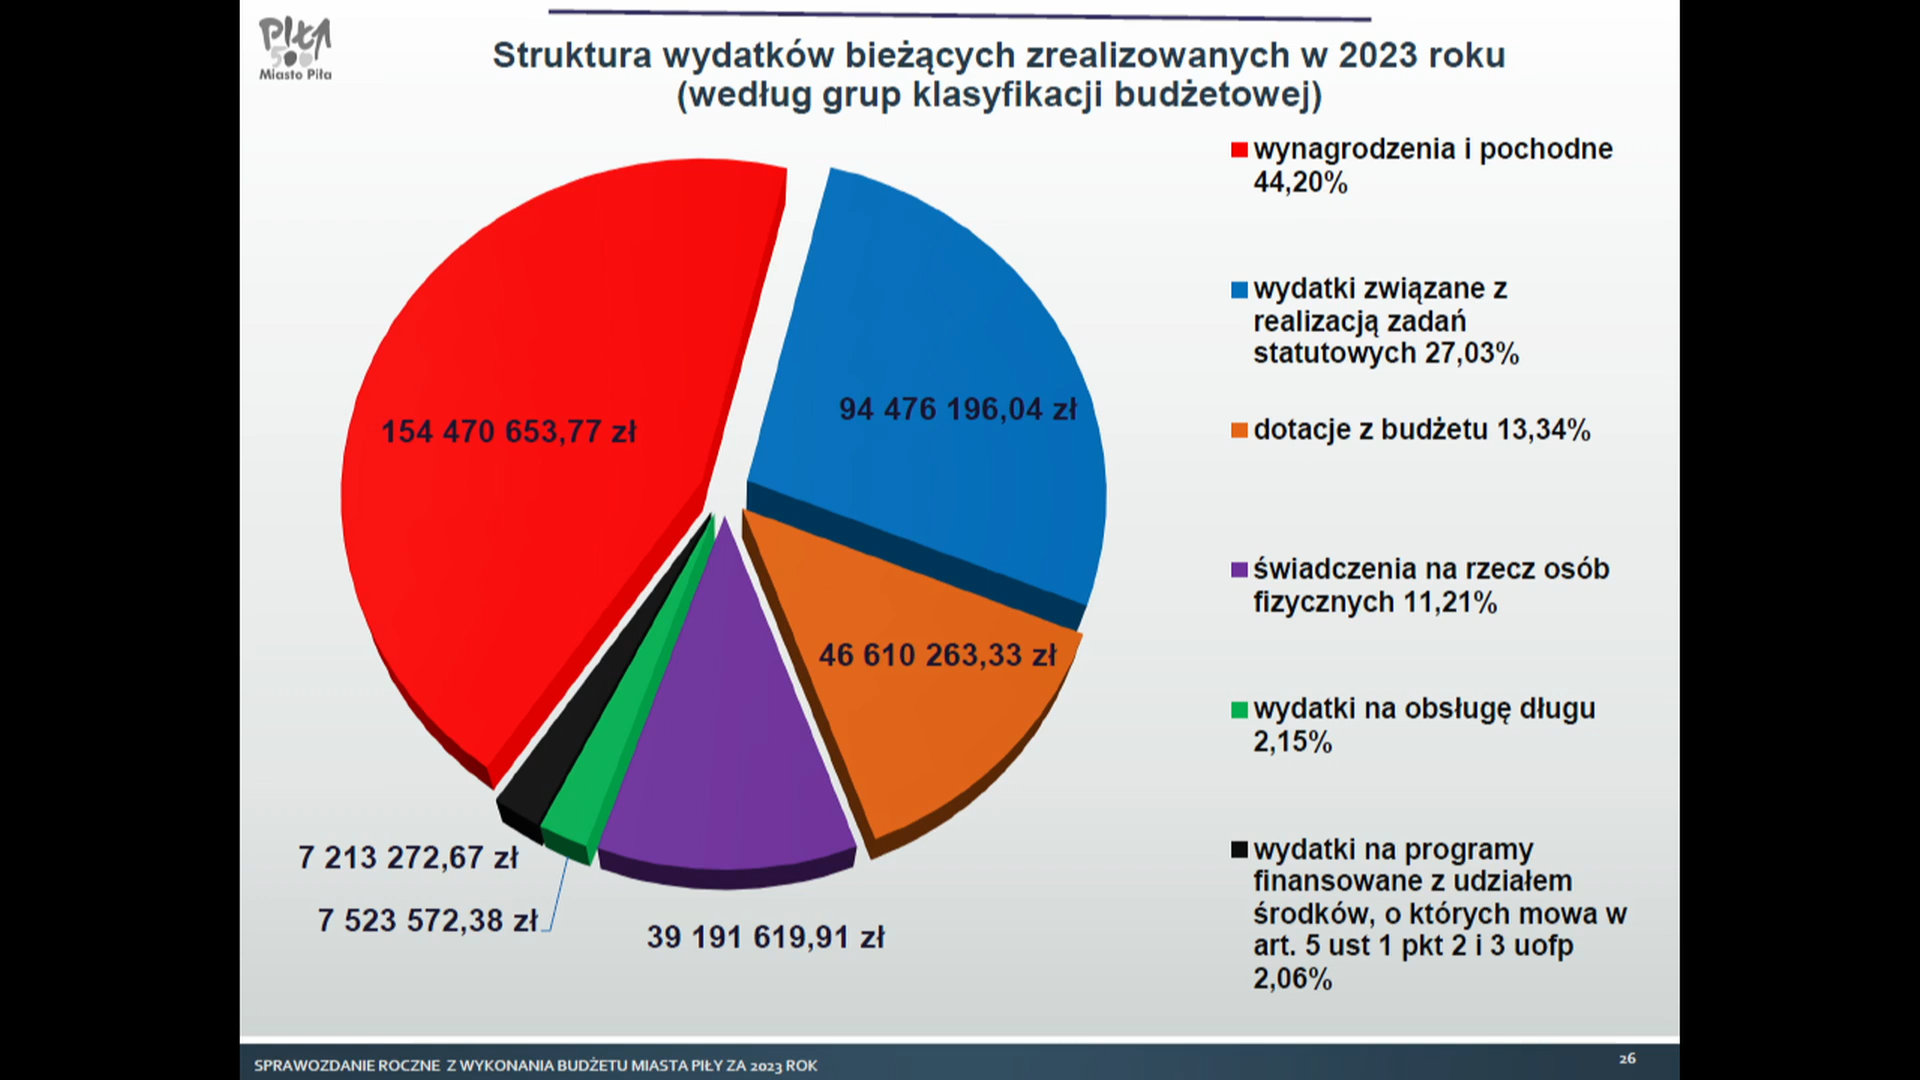 PIŁA
500
Miasto Piła
Struktura wydatków bieżących zrealizowanych w 2023 roku
(według grup klasyfikacji budżetowej)
wynagrodzenia i pochodne
44,20%
wydatki związane z
realizacją zadań
statutowych 27,03%
dotacje z budżetu 13,34%
świadczenia na rzecz osób
fizycznych 11,21%
wydatki na obsługę długu
2,15%
wydatki na programy
finansowane z udziałem
środków, o których mowa w
art. 5 ust 1 pkt 2 i 3 uofp
2,06%
154 470 653,77 zł
94 476 196,04 zł
46 610 263,33 zł
7 213 272,67 zł
7 523 572,38 zł
39 191 619,91 zł
SPRAWOZDANIE ROCZNE Z WYKONANIA BUDŻETU MIASTA PIŁY ZA 2023 ROK
26